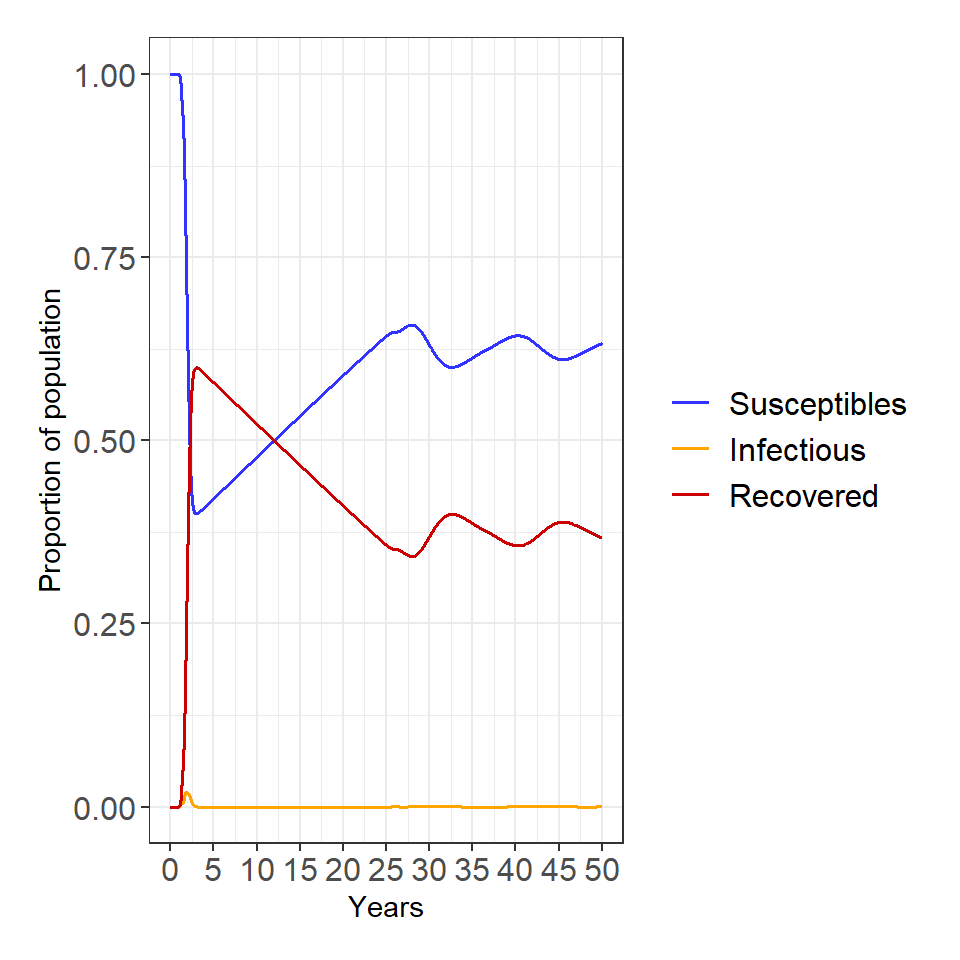 1.00
0.75
0.50
0.25
0.00
Proportion of population
0 5 10 15 20 25 30 35 40 45 50
Years
Susceptibles
Infectious
Recovered